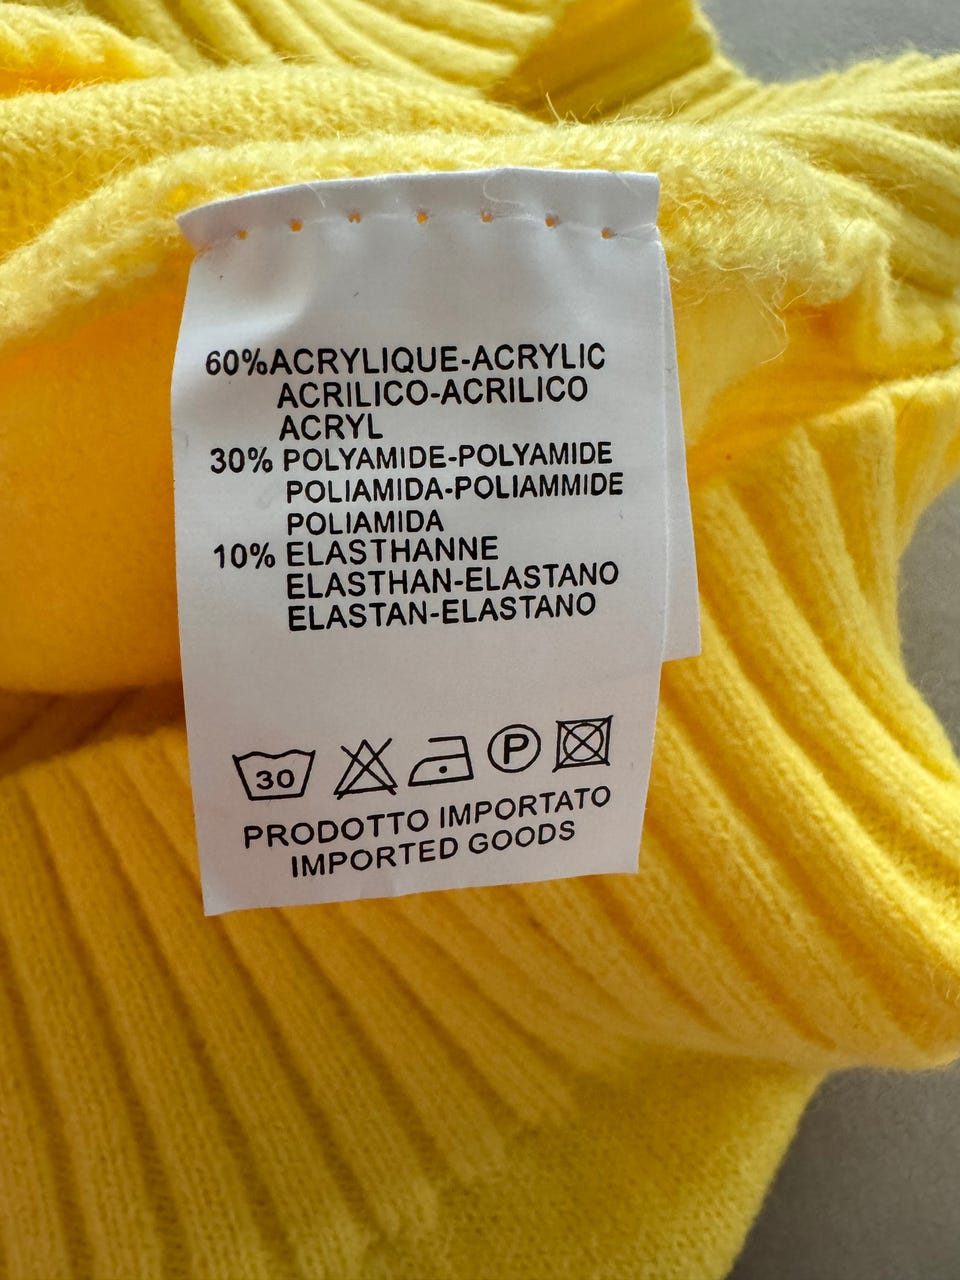 60%ACRYLIQUE-ACRYLIC
ACRILICO-ACRILICO
ACRYL
30% POLYAMIDE-POLYAMIDE
POLIAMIDA-POLIAMMIDE
POLIAMIDA
10% ELASTHANNE
ELASTHAN-ELASTANO
ELASTAN-ELASTANO
30 P
PRODOTTO IMPORTATO
IMPORTED GOODS